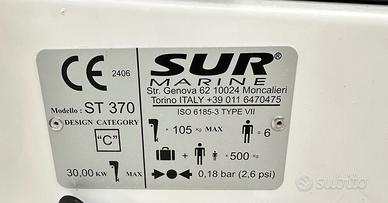 CE 2406
SUR®
MARINE
Str. Genova 62 10024 Moncalieri
Torino ITALY +39 011 6470475
ISO 6185-3 TYPE VII
Modello: ST 370
DESIGN CATEGORY
"C"
30,00 KW MAX
* 105 KG MAX
= 6
+ * 500 KG
0,18 bar (2,6 psi)
subito